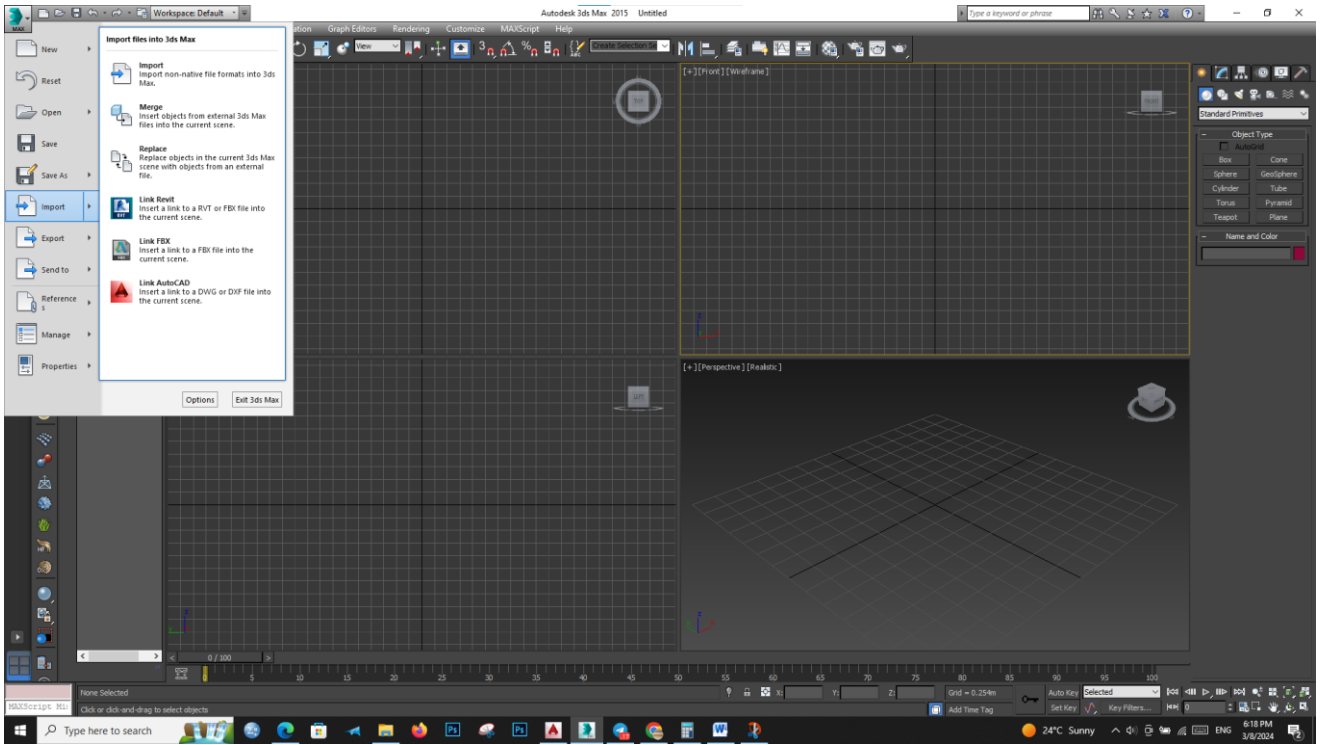 Workspace: Default
Autodesk 3ds Max 2015 Untitled
Type a keyword or phrase
MAX
Graph Editors Rendering Customize MAXScript Help
View
Create Selection Se
New
Reset
Open
Save
Save As
Import
Export
Send to
Reference
s
Manage
Properties
Import files into 3ds Max
Import
Import non-native file formats into 3ds
Max.
Merge
Insert objects from external 3ds Max
files into the current scene.
Replace
Replace objects in the current 3ds Max
scene with objects from an external
file.
Link Revit
Insert a link to a RVT or FBX file into
the current scene.
Link FBX
Insert a link to a FBX file into the
current scene.
Link AutoCAD
Insert a link to a DWG or DXF file into
the current scene.
Options Exit 3ds Max
TOP
[+][Front][Wireframe]
FRONT
LEFT
[+][Perspective][Realistic]
Standard Primitives
Object Type
AutoGrid
Box Cone
Sphere GeoSphere
Cylinder Tube
Torus Pyramid
Teapot Plane
Name and Color
0 / 100
0 5 10 15 20 25 30 35 40 45 50 55 60 65 70 75 80 85 90 95 100
None Selected
X: Y: Z: Grid = 0.254m
Auto Key Selected
MAXScript Mi
Click or click-and-drag to select objects
Add Time Tag
Set Key Key Filters... 0
Type here to search
24°C Sunny
ENG
6:18 PM
3/8/2024